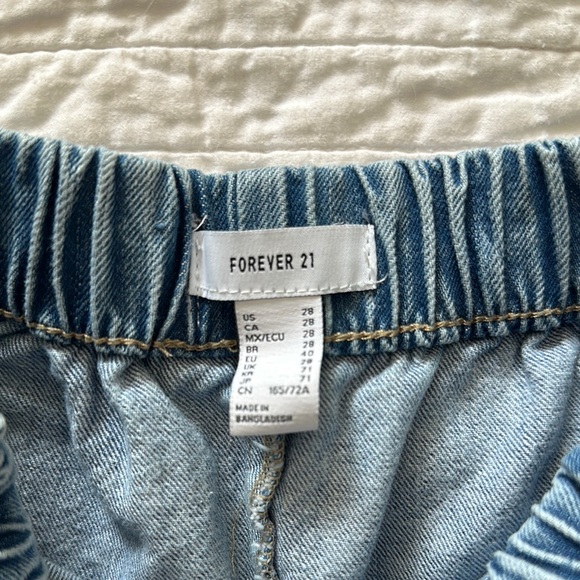 FOREVER 21
US 28
CA 28
MX/ECU 28
BR 28
EU 40
UK 28
KR 71
JP 71
CN 165/72A
MADE IN
BANGLADESH